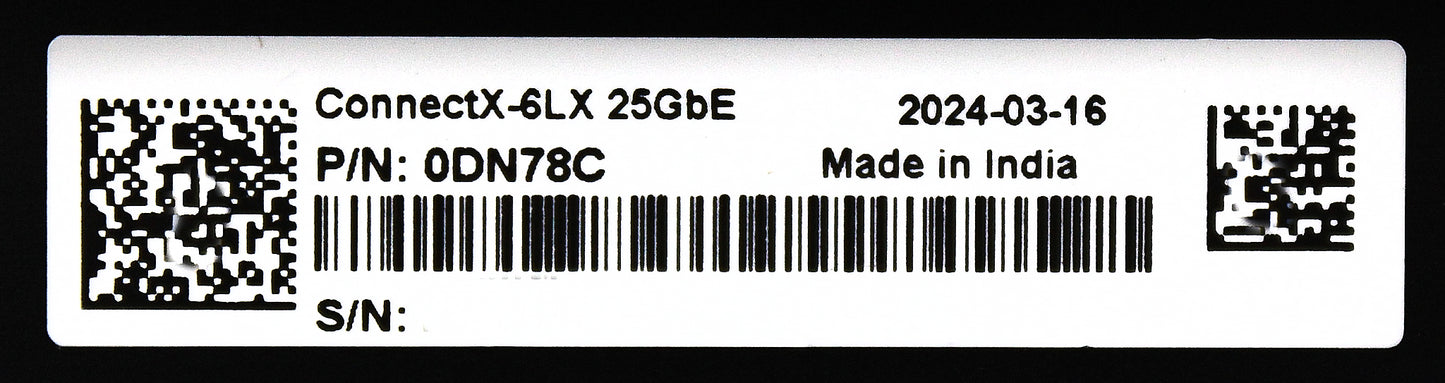 ConnectX-6LX 25GbE 2024-03-16
P/N: 0DN78C Made in India
S/N: